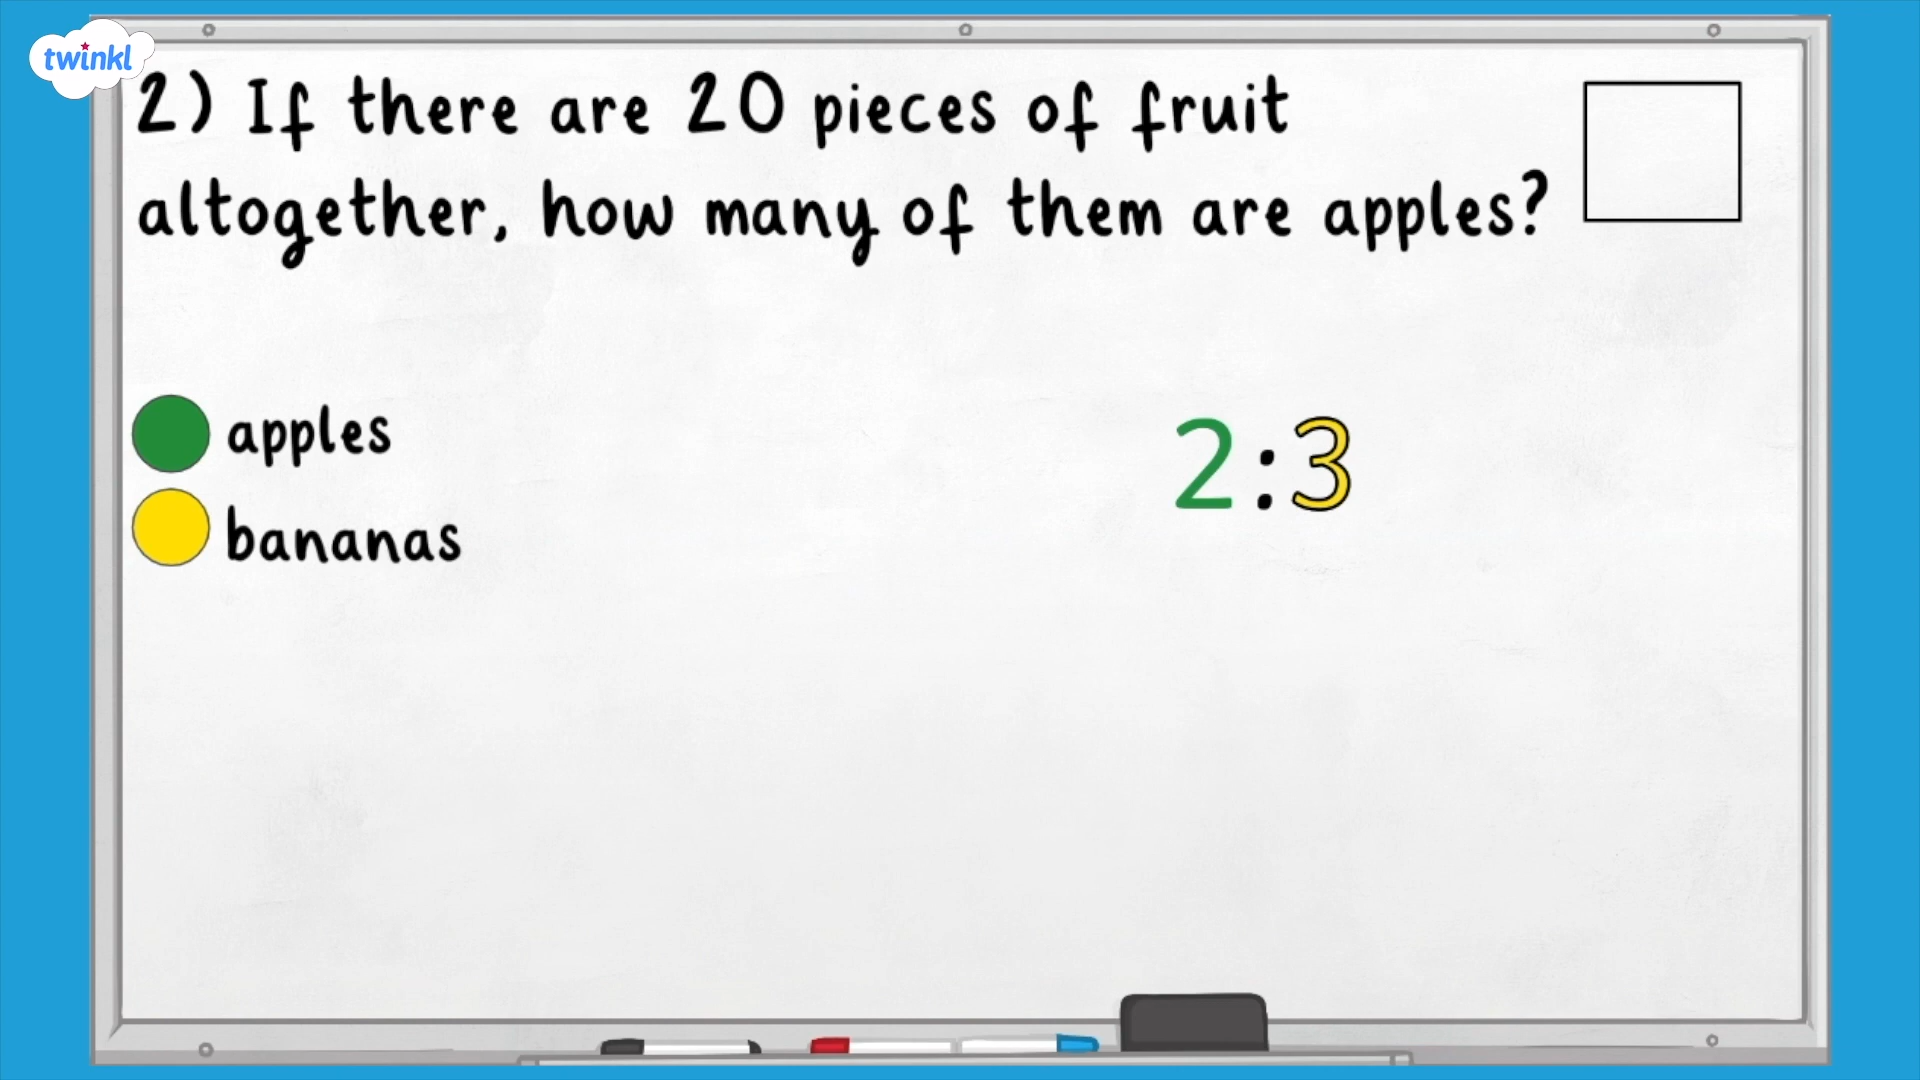 twinkl
2) If there are 20 pieces of fruit
altogether, how many of them are apples?
apples
2:3
bananas